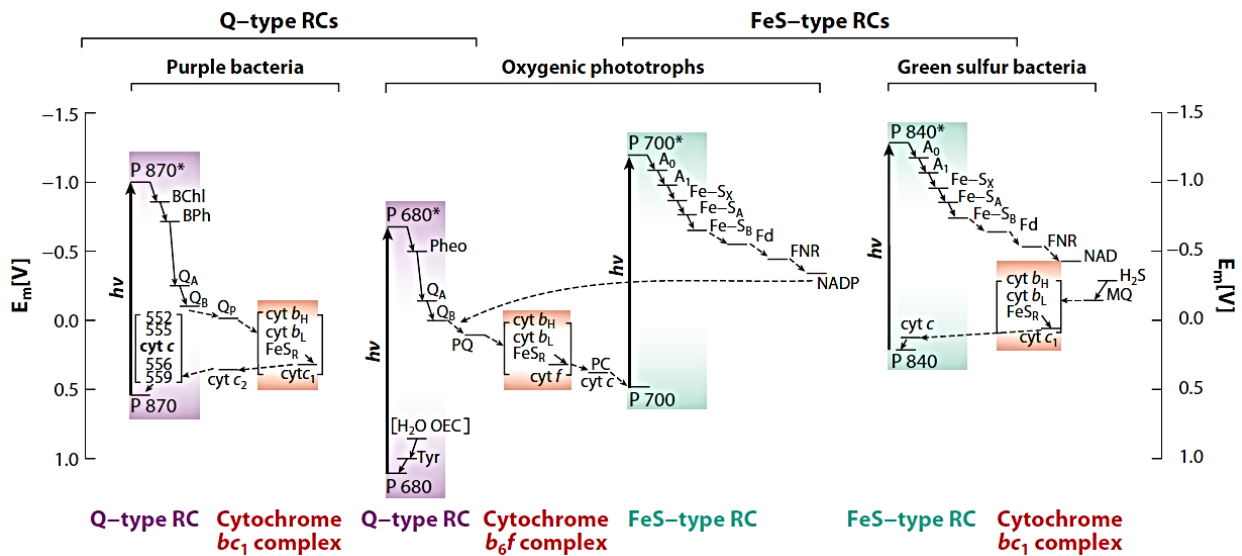 Q–type RCs
FeS–type RCs
Purple bacteria
Oxygenic phototrophs
Green sulfur bacteria
Em[V]
−1.5
−1.0
−0.5
0.0
0.5
1.0
P 870*
BChl
BPh
QA
QB
QP
hν
552
555
cyt c
556
559
P 870
cyt bH
cyt bL
FeSR
cytc1
cyt c2
P 680*
Pheo
QA
QB
PQ
hν
[H2O OEC]
Tyr
P 680
cyt bH
cyt bL
FeSR
cyt f
PC
cyt c
P 700*
A0
A1
Fe–SX
Fe–SA
Fe–SB
Fd
FNR
NADP
hν
P 700
P 840*
A0
A1
Fe–SX
Fe–SA
Fe–SB
Fd
FNR
NAD
H2S
MQ
hν
cyt bH
cyt bL
FeSR
cyt c1
cyt c
P 840
−1.5
−1.0
−0.5
0.0
0.5
1.0
Em[V]
Q–type RC
Cytochrome
bc1 complex
Q–type RC
Cytochrome
b6f complex
FeS–type RC
FeS–type RC
Cytochrome
bc1 complex